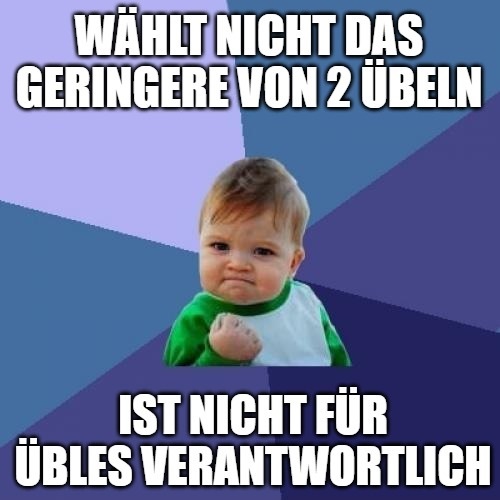 WÄHLT NICHT DAS
GERINGERE VON 2 ÜBELN
IST NICHT FÜR
ÜBLES VERANTWORTLICH